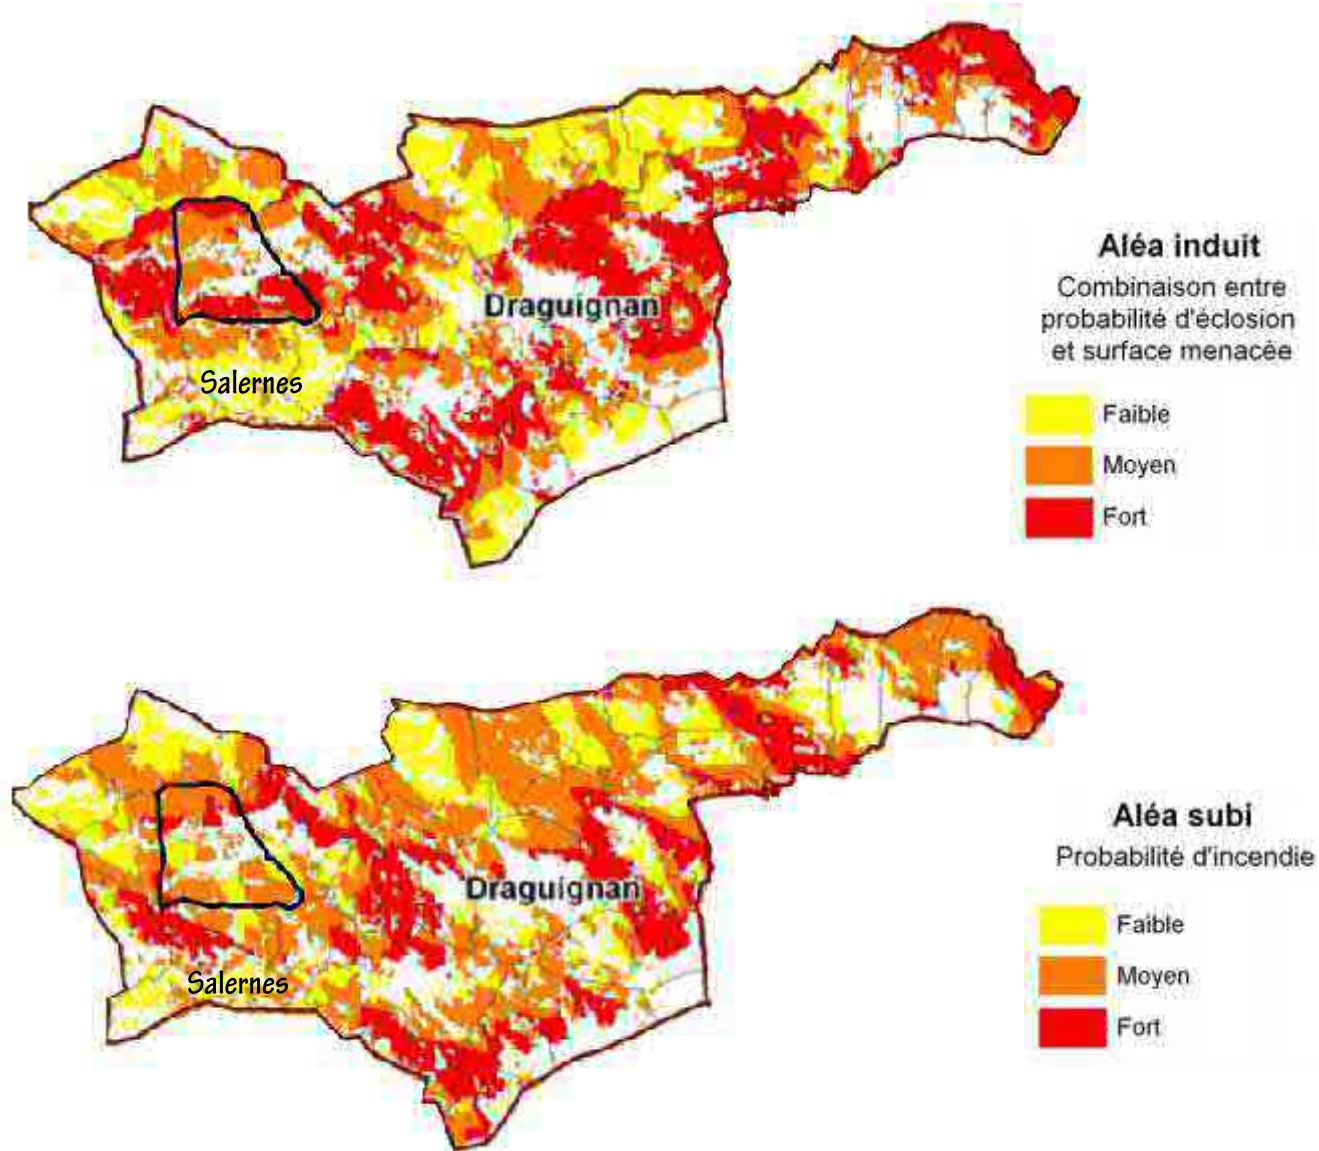 Draguignan
Salernes
Aléa induit
Combinaison entre
probabilité d'éclosion
et surface menacée
Faible
Moyen
Fort
Draguignan
Salernes
Aléa subi
Probabilité d'incendie
Faible
Moyen
Fort